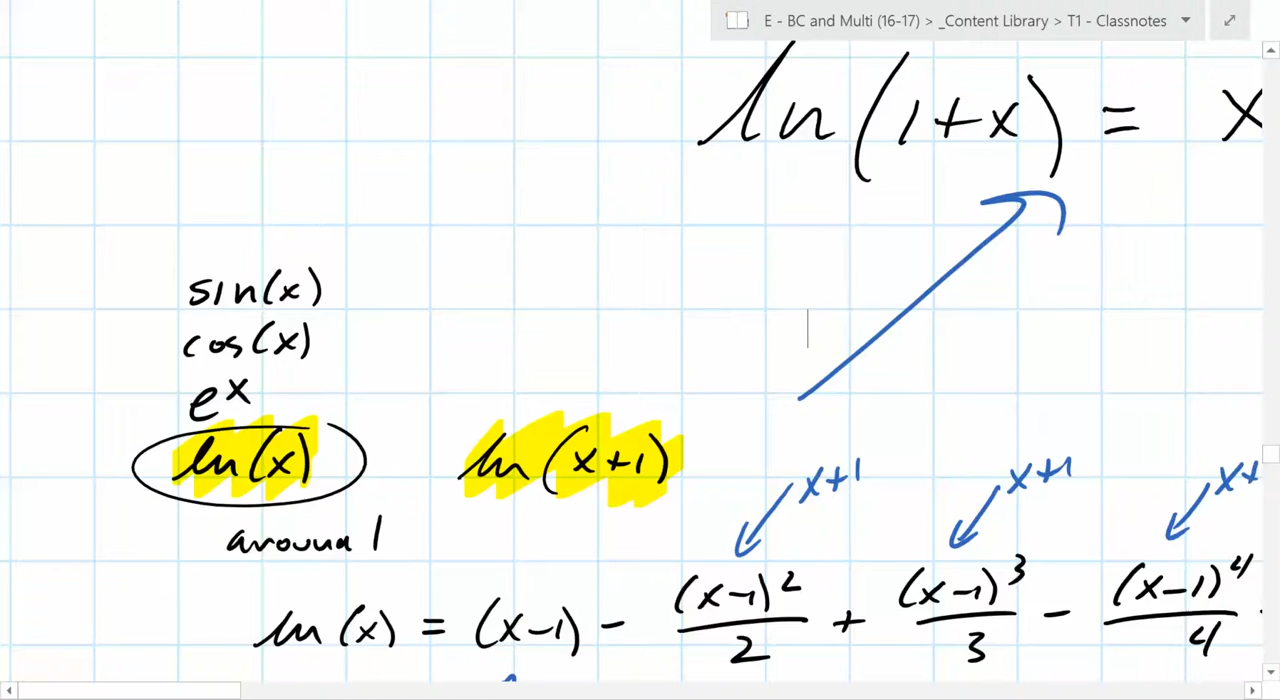 E - BC and Multi (16-17) > _Content Library > T1 - Classnotes
ln(1+x) = x
sin(x)
cos(x)
e^x
ln(x) ln(x+1)
x+1 x+1 x+
around 1
ln(x) = (x-1) - (x-1)^2/2 + (x-1)^3/3 - (x-1)^4/4